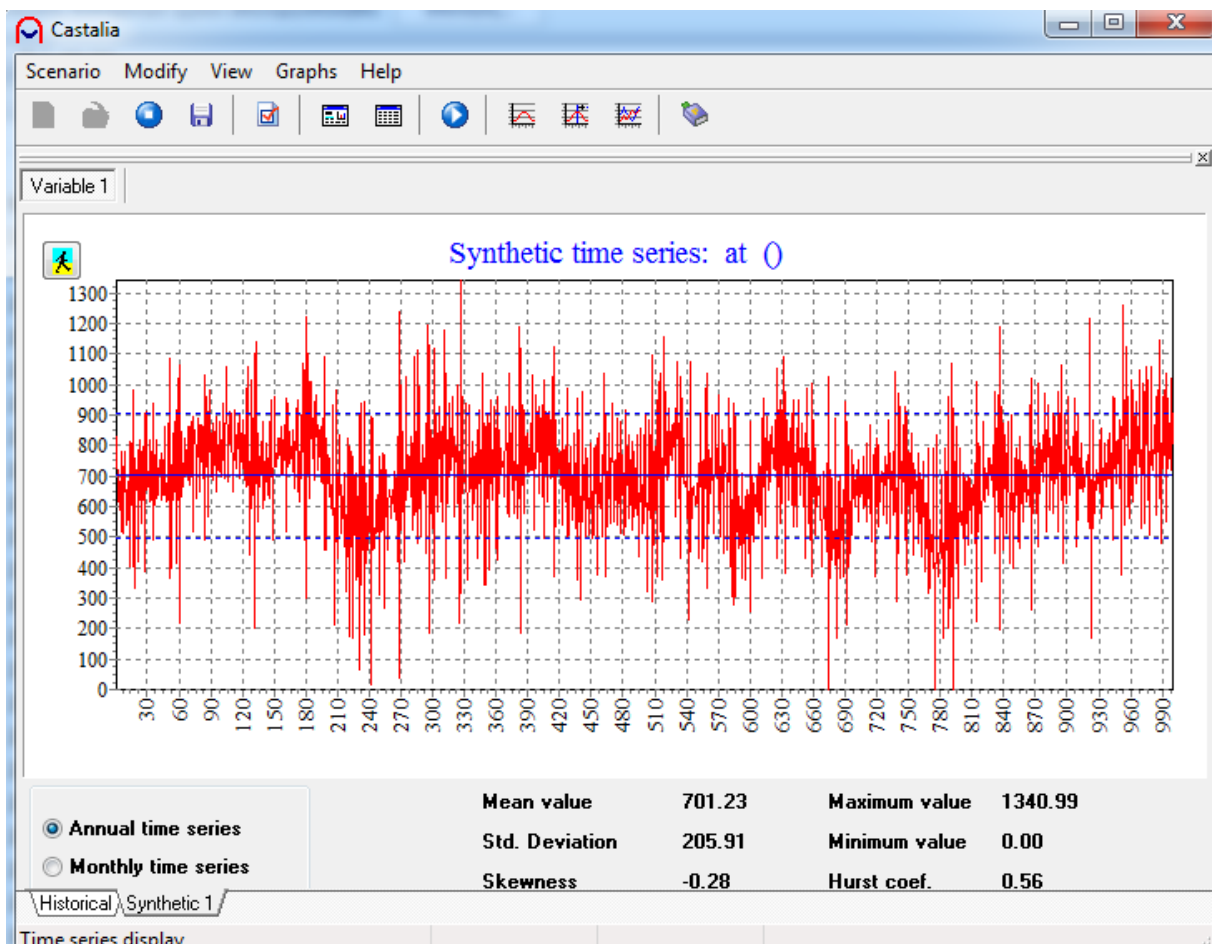 Castalia
Scenario Modify View Graphs Help
Variable 1
Synthetic time series: at ()
1300
1200
1100
1000
900
800
700
600
500
400
300
200
100
0
30 60 90 120 150 180 210 240 270 300 330 360 390 420 450 480 510 540 570 600 630 660 690 720 750 780 810 840 870 900 930 960 990
Mean value 701.23 Maximum value 1340.99
Annual time series
Std. Deviation 205.91 Minimum value 0.00
Monthly time series
Skewness -0.28 Hurst coef. 0.56
Historical Synthetic 1
Time series display